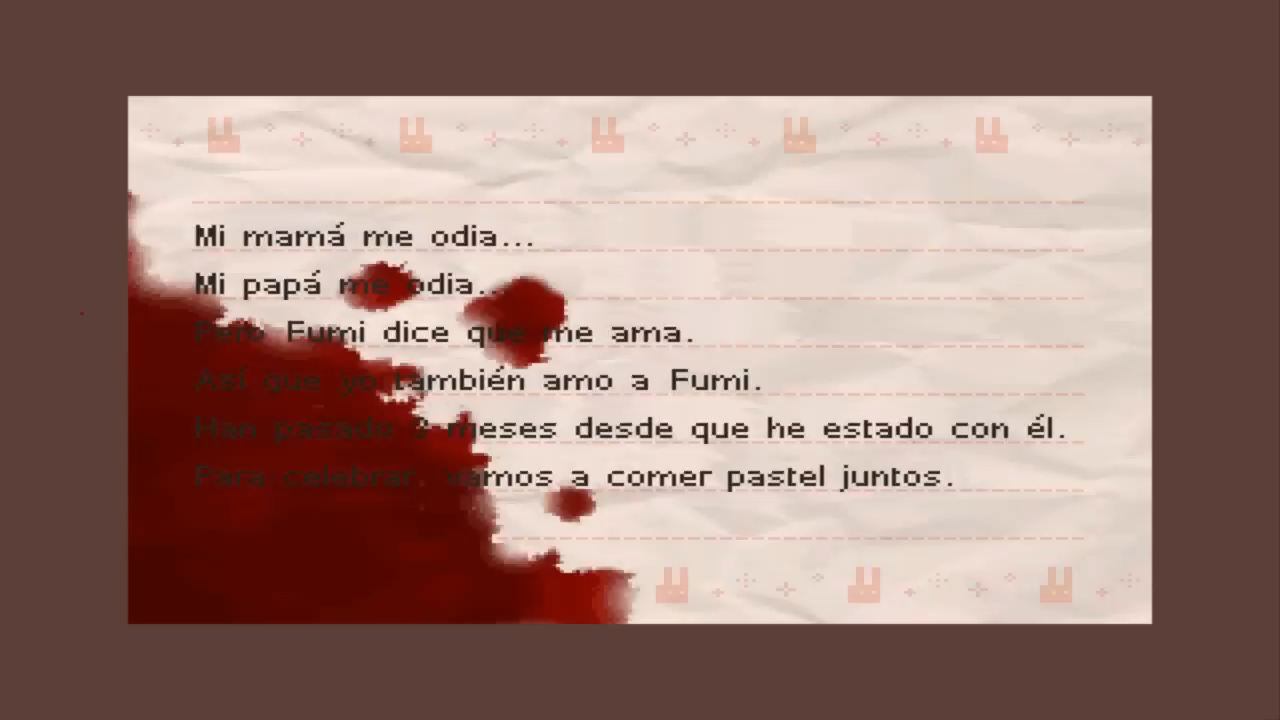 Mi mamá me odia...
Mi papá me odia...
Pero Fumi dice que me ama.
Así que yo también amo a Fumi.
Han pasado 3 meses desde que he estado con él.
Para celebrar, vamos a comer pastel juntos.